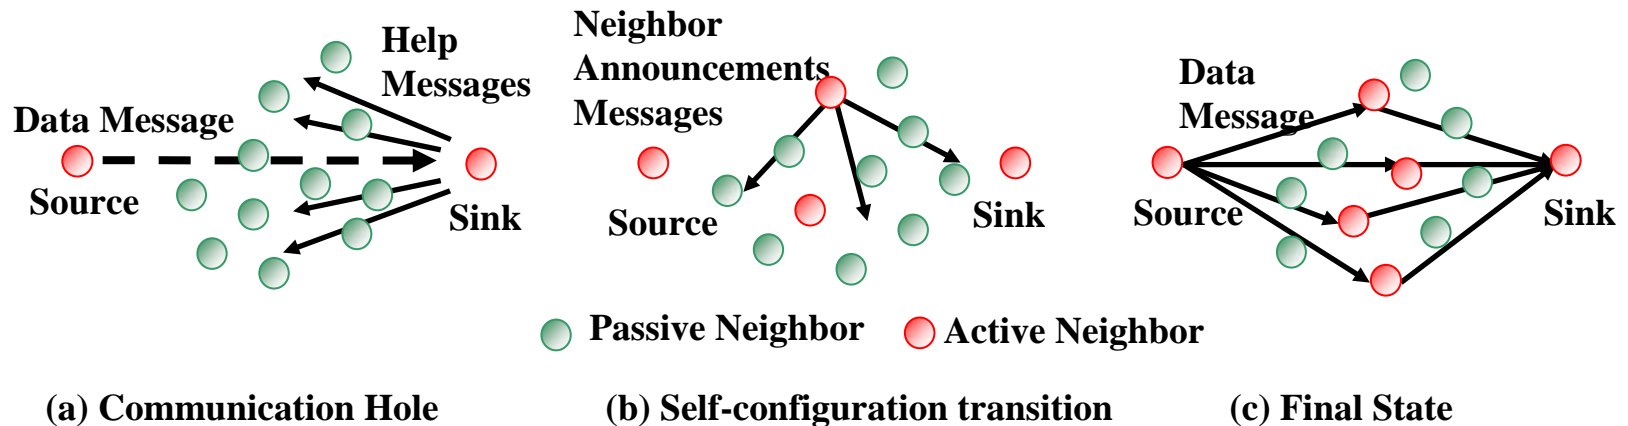 Help
Messages
Data Message
Source
Sink
Neighbor
Announcements
Messages
Source
Sink
Data
Message
Source
Sink
Passive Neighbor
Active Neighbor
(a) Communication Hole
(b) Self-configuration transition
(c) Final State